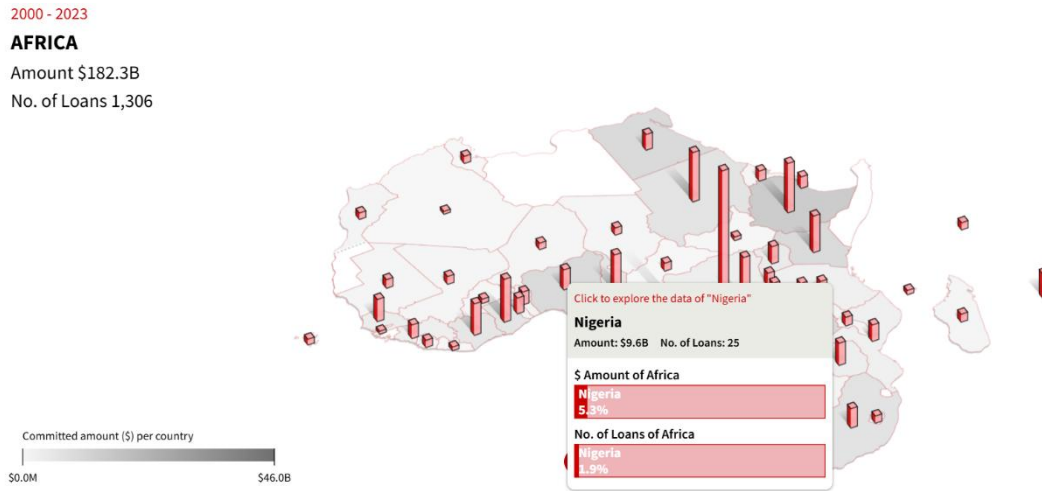 2000 - 2023
AFRICA
Amount $182.3B
No. of Loans 1,306
Click to explore the data of "Nigeria"
Nigeria
Amount: $9.6B No. of Loans: 25
$ Amount of Africa
Nigeria
5.3%
No. of Loans of Africa
Nigeria
1.9%
Committed amount ($) per country
$0.0M $46.0B